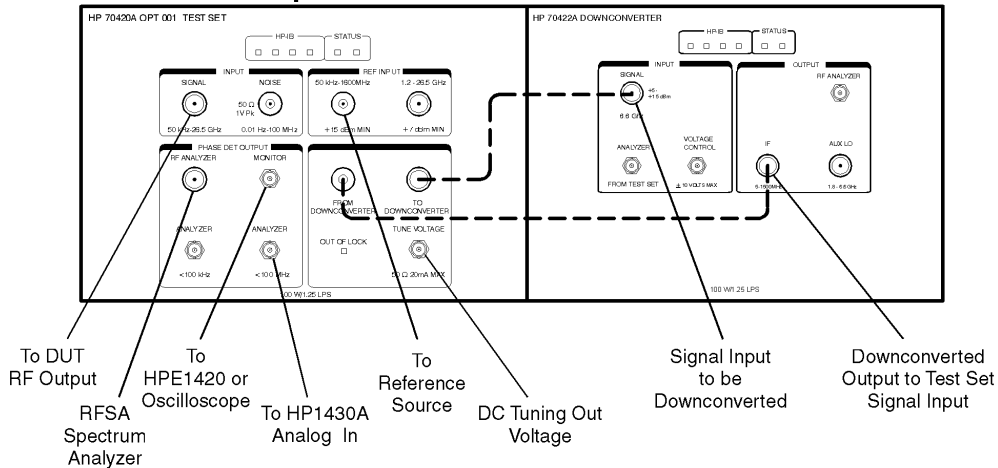 HP 70420A OPT 001 TEST SET
HP-IB STATUS
INPUT
SIGNAL NOISE
50 Ω
1V Pk
50 kHz-26.5 GHz 0.01 Hz-100 MHz
REF INPUT
50 kHz-1600MHz 1.2 - 26.5 GHz
+15 dBm MIN +7 dBm MIN
PHASE DET OUTPUT
RF ANALYZER MONITOR
ANALYZER ANALYZER
<100 kHz <100 MHz
FROM
DOWNCONVERTER
TO
DOWNCONVERTER
OUT OF LOCK
TUNE VOLTAGE
50 Ω 20mA MAX
100 W/1.25 LPS
HP 70422A DOWNCONVERTER
HP-IB STATUS
INPUT
SIGNAL
+5 -
+15 dBm
6.6 GHz
ANALYZER
VOLTAGE
CONTROL
FROM TEST SET ± 10 VOLTS MAX
OUTPUT
RF ANALYZER
IF AUX LO
5-1500MHz 1.8 - 6.6 GHz
100 W/1.25 LPS
To DUT
RF Output
RFSA
Spectrum
Analyzer
To
HPE1420 or
Oscilloscope
To HP1430A
Analog In
To
Reference
Source
DC Tuning Out
Voltage
Signal Input
to be
Downconverted
Downconverted
Output to Test Set
Signal Input